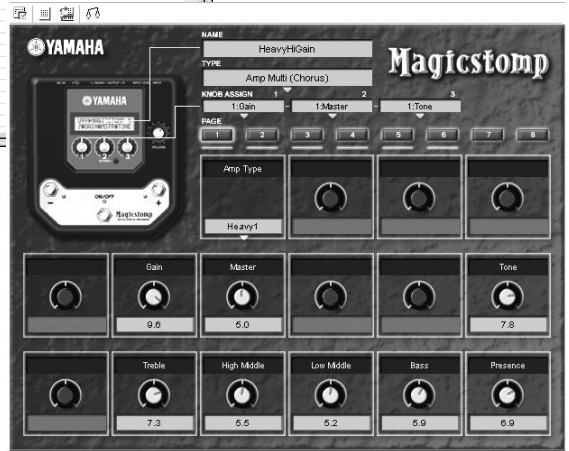 YAMAHA
NAME
HeavyHiGain
TYPE
Amp Multi (Chorus)
Magicstomp
KNOB ASSIGN 1 2 3
1:Gain - 1:Master - 1:Tone
PAGE
1 2 3 4 5 6 7 8
YAMAHA
1 2 3
ON/OFF
Magicstomp
Amp Type
Heavy1
Gain Master Tone
9.6 5.0 7.8
Treble High Middle Low Middle Bass Presence
7.3 5.5 5.2 5.9 6.9